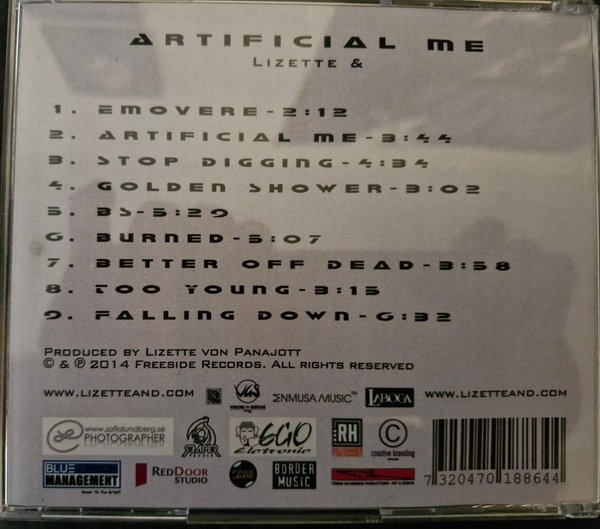 ARTIFICIAL ME
LIZETTE &
1. EMOVERE-2:12
2. ARTIFICIAL ME-3:44
3. STOP DIGGING-4:34
4. GOLDEN SHOWER-3:02
5. BS-5:29
6. BURNED-5:07
7. BETTER OFF DEAD-3:58
8. TOO YOUNG-3:15
9. FALLING DOWN-6:32
PRODUCED BY LIZETTE VON PANAJOTT
© & ℗ 2014 FREESIDE RECORDS. ALL RIGHTS RESERVED
WWW.LIZETTEAND.COM
ENMUSA MUSIC™
LABOGA
WWW.LIZETTEAND.COM
www.sofialundberg.se
PHOTOGRAPHER
EGO
Elctronic
RH
creative branding
BLUE
MANAGEMENT
REDDOOR
STUDIO
BORDER
MUSIC
7 320470 188644